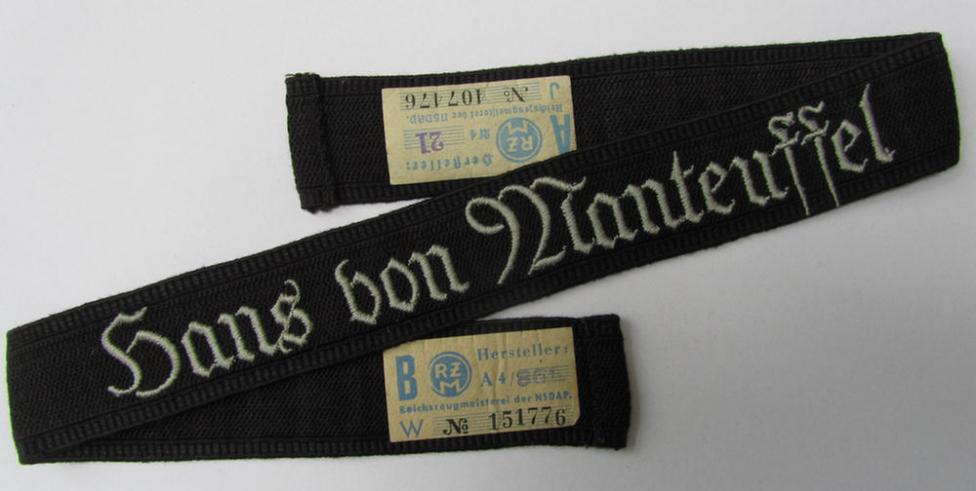 № 107476
Reichszeugmeisterei der NSDAP.
A4 21
RZM
Hersteller:
A
J
Hans von Manteuffel
B RZM Hersteller:
A4/
Reichszeugmeisterei der NSDAP.
W № 151776